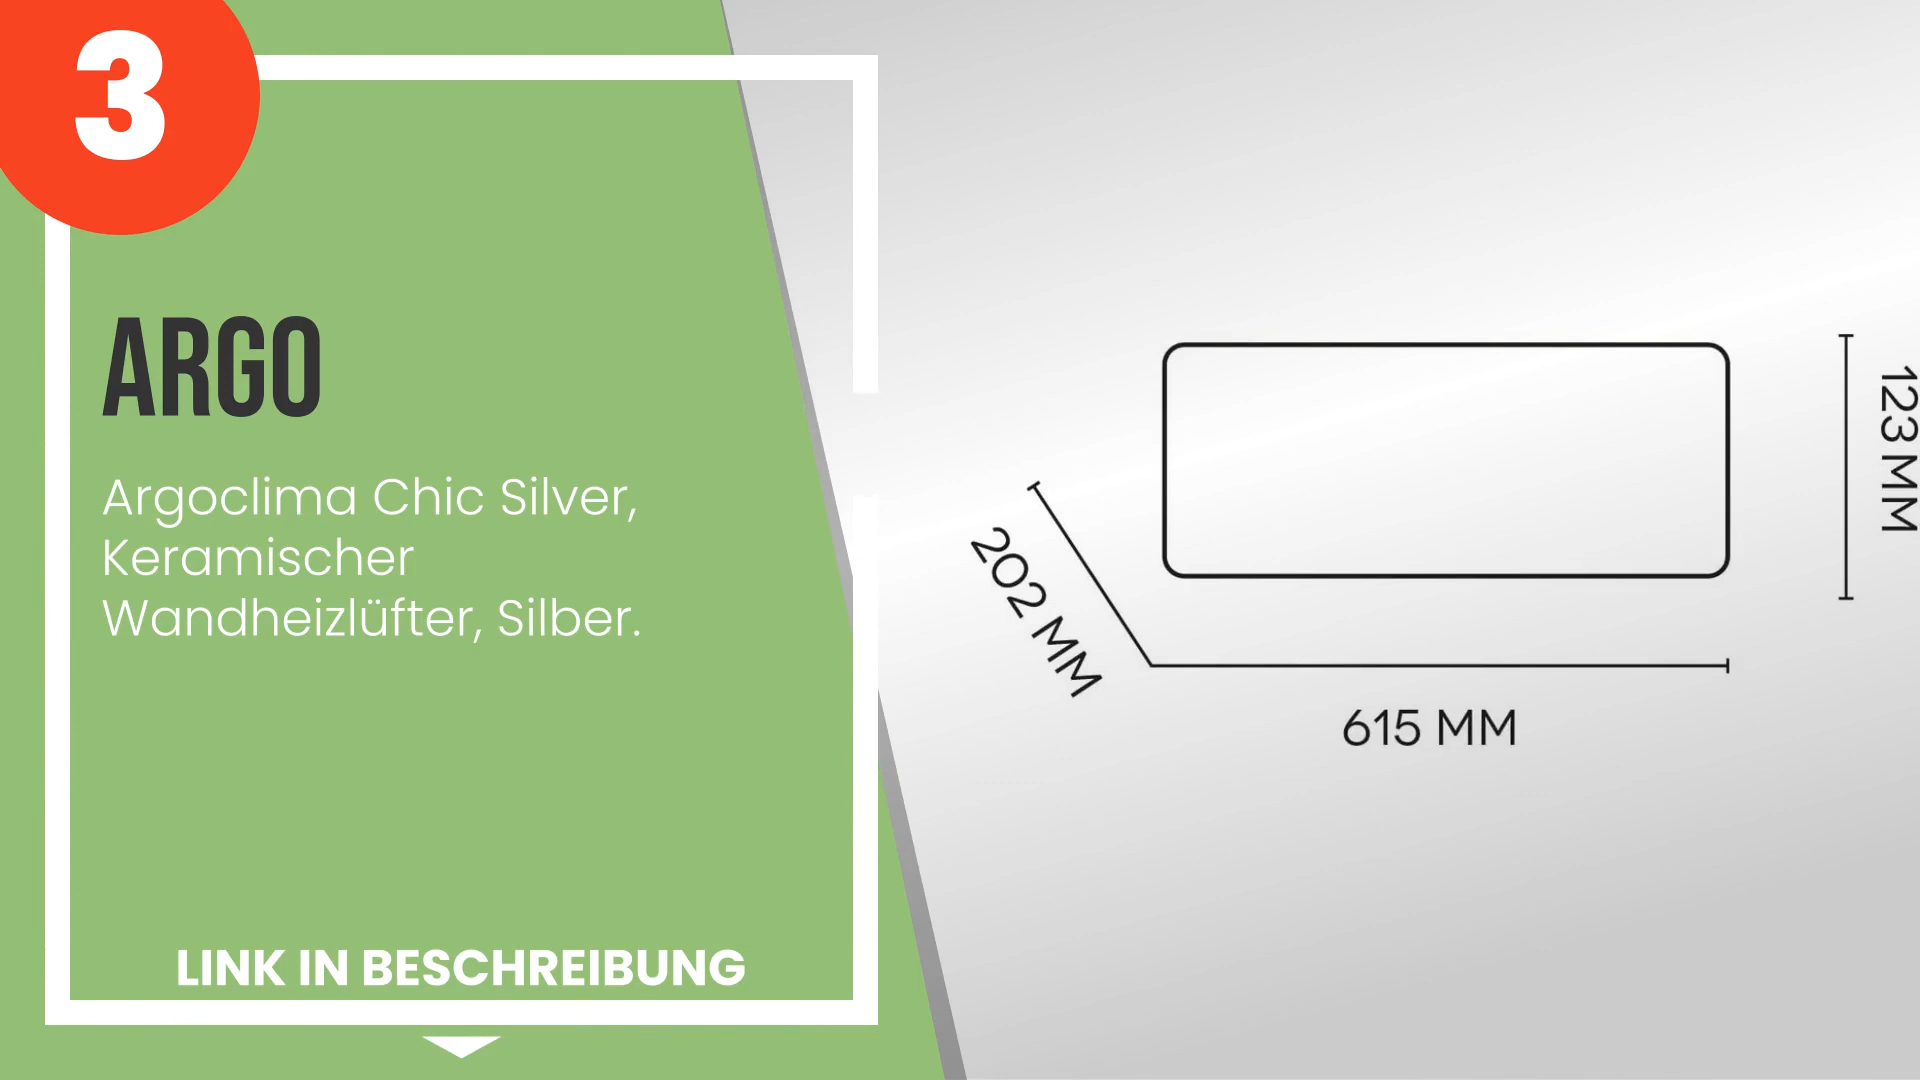 3
ARGO
Argoclima Chic Silver,
Keramischer
Wandheizlüfter, Silber.
LINK IN BESCHREIBUNG
123 MM
202 MM
615 MM